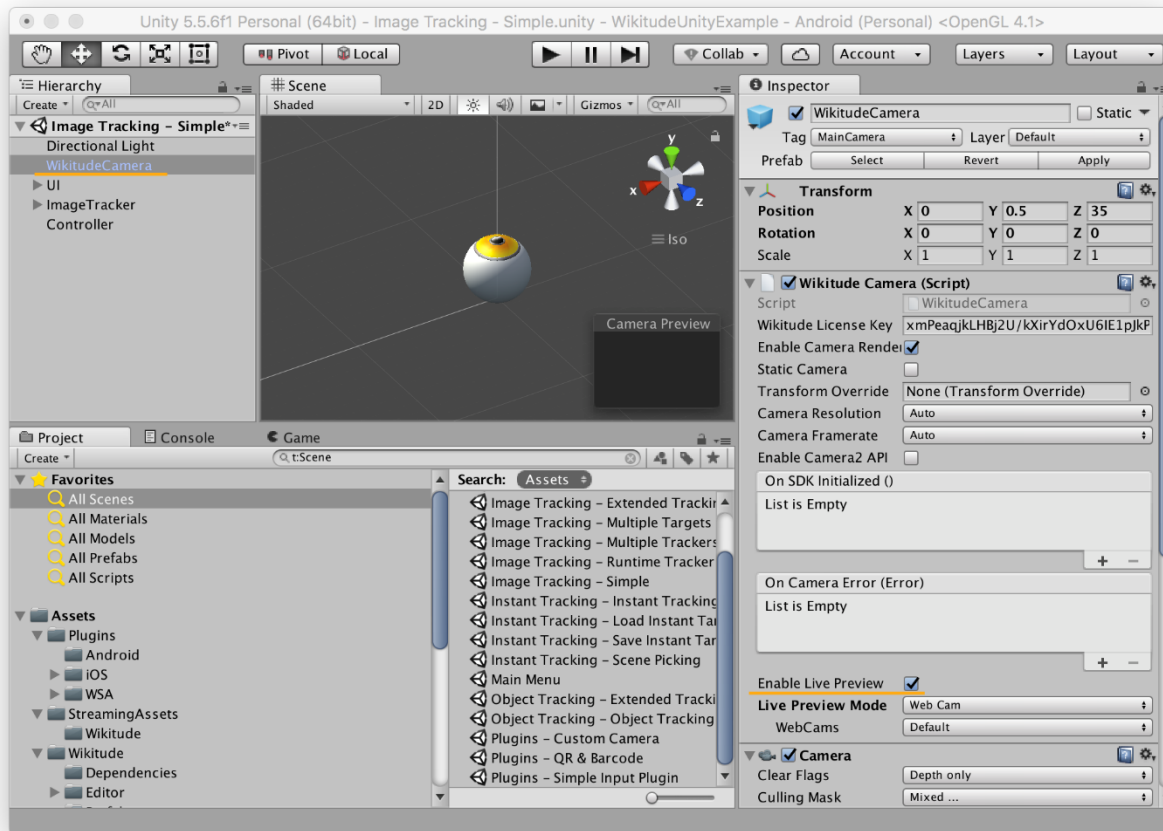 Unity 5.5.6f1 Personal (64bit) - Image Tracking - Simple.unity - WikitudeUnityExample - Android (Personal) <OpenGL 4.1>
Pivot Local Collab Account Layers Layout
Hierarchy
Create All
Image Tracking - Simple*
Directional Light
WikitudeCamera
UI
ImageTracker
Controller
Scene
Shaded 2D Gizmos All
y
x
z
Iso
Camera Preview
Project Console Game
Create t:Scene
Favorites
All Scenes
All Materials
All Models
All Prefabs
All Scripts
Assets
Plugins
Android
iOS
WSA
StreamingAssets
Wikitude
Wikitude
Dependencies
Editor
Search: Assets
Image Tracking - Extended Trackin
Image Tracking - Multiple Targets
Image Tracking - Multiple Trackers
Image Tracking - Runtime Tracker
Image Tracking - Simple
Instant Tracking - Instant Tracking
Instant Tracking - Load Instant Tar
Instant Tracking - Save Instant Tar
Instant Tracking - Scene Picking
Main Menu
Object Tracking - Extended Tracki
Object Tracking - Object Tracking
Plugins - Custom Camera
Plugins - QR & Barcode
Plugins - Simple Input Plugin
Inspector
WikitudeCamera Static
Tag MainCamera Layer Default
Prefab Select Revert Apply
Transform
Position X 0 Y 0.5 Z 35
Rotation X 0 Y 0 Z 0
Scale X 1 Y 1 Z 1
Wikitude Camera (Script)
Script WikitudeCamera
Wikitude License Key xmPeaqjkLHBj2U/kXirYdOxU6IE1pJkP
Enable Camera Render
Static Camera
Transform Override None (Transform Override)
Camera Resolution Auto
Camera Framerate Auto
Enable Camera2 API
On SDK Initialized ()
List is Empty
On Camera Error (Error)
List is Empty
Enable Live Preview
Live Preview Mode Web Cam
WebCams Default
Camera
Clear Flags Depth only
Culling Mask Mixed ...